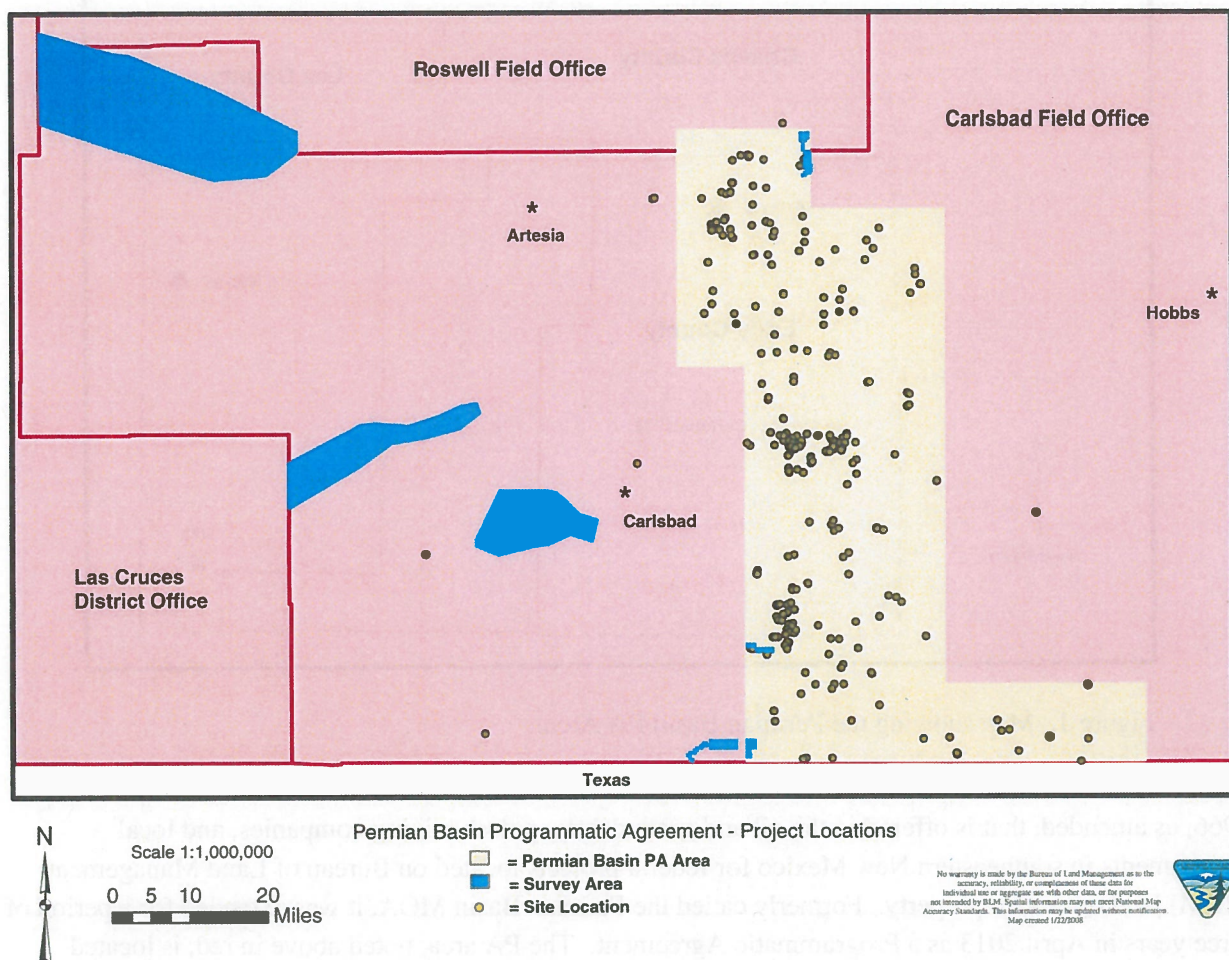 Roswell Field Office
Carlsbad Field Office
*
Artesia
*
Hobbs
*
Carlsbad
Las Cruces
District Office
Texas
Permian Basin Programmatic Agreement - Project Locations
N
Scale 1:1,000,000
0 5 10 20
Miles
= Permian Basin PA Area
= Survey Area
= Site Location
No warranty is made by the Bureau of Land Management as to the
accuracy, reliability, or completeness of these data for
individual use or aggregate use with other data, or for purposes
not intended by BLM. Spatial information may not meet National Map
Accuracy Standards. This information may be updated without notification.
Map created 1/22/2008